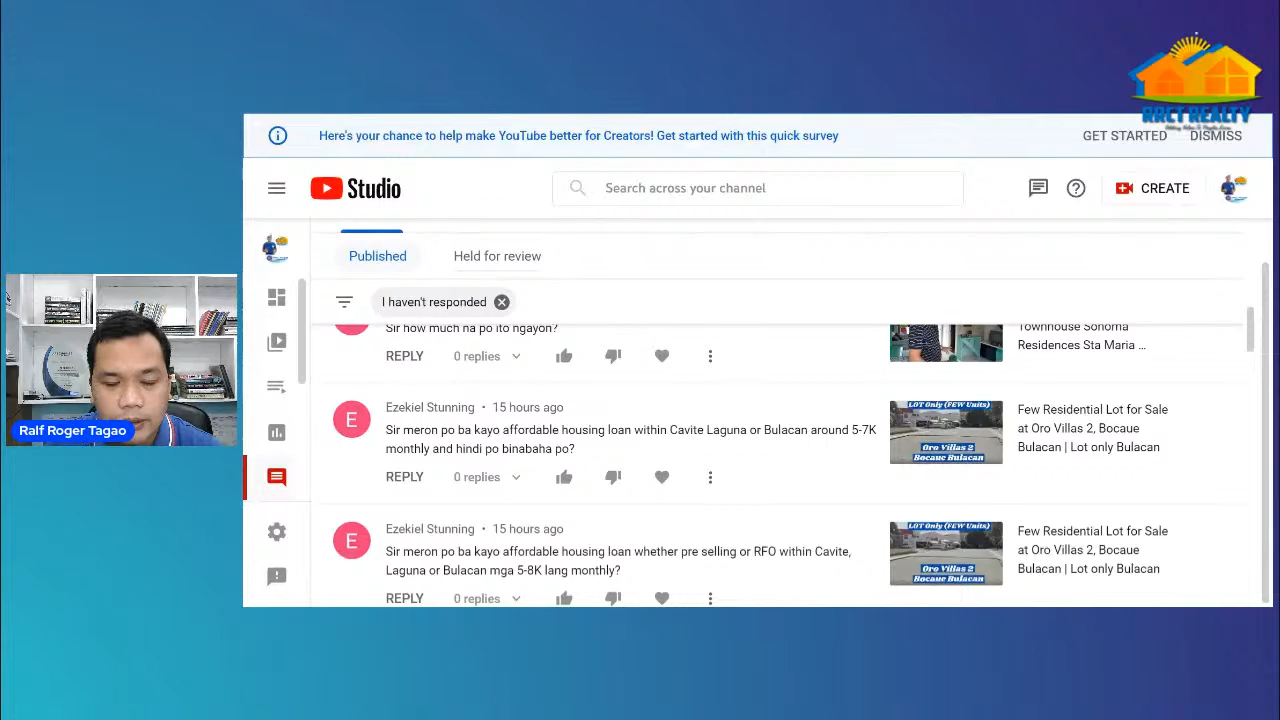 RRCT REALTY
Here's your chance to help make YouTube better for Creators! Get started with this quick survey
GET STARTED
DISMISS
Studio
Search across your channel
CREATE
Published
Held for review
I haven't responded
Sir how much na po ito ngayon?
REPLY
0 replies
Townhouse Sonoma
Residences Sta Maria ...
Ezekiel Stunning • 15 hours ago
Sir meron po ba kayo affordable housing loan within Cavite Laguna or Bulacan around 5-7K
monthly and hindi po binabaha po?
REPLY
0 replies
LOT Only (FEW Units)
Oro Villas 2
Bocaue Bulacan
Few Residential Lot for Sale
at Oro Villas 2, Bocaue
Bulacan | Lot only Bulacan
Ezekiel Stunning • 15 hours ago
Sir meron po ba kayo affordable housing loan whether pre selling or RFO within Cavite,
Laguna or Bulacan mga 5-8K lang monthly?
REPLY
0 replies
LOT Only (FEW Units)
Oro Villas 2
Bocaue Bulacan
Few Residential Lot for Sale
at Oro Villas 2, Bocaue
Bulacan | Lot only Bulacan
Ralf Roger Tagao
E
E